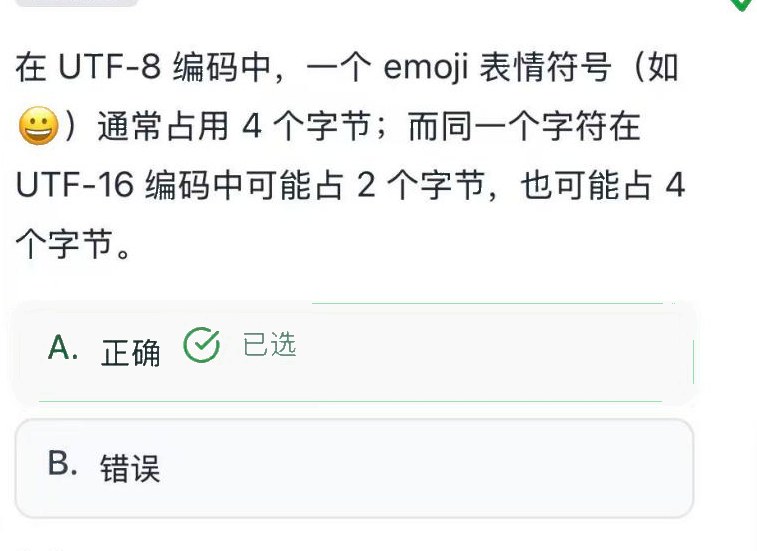 在 UTF-8 编码中，一个 emoji 表情符号（如
😀）通常占用 4 个字节；而同一个字符在
UTF-16 编码中可能占 2 个字节，也可能占 4
个字节。
A. 正确 已选
B. 错误